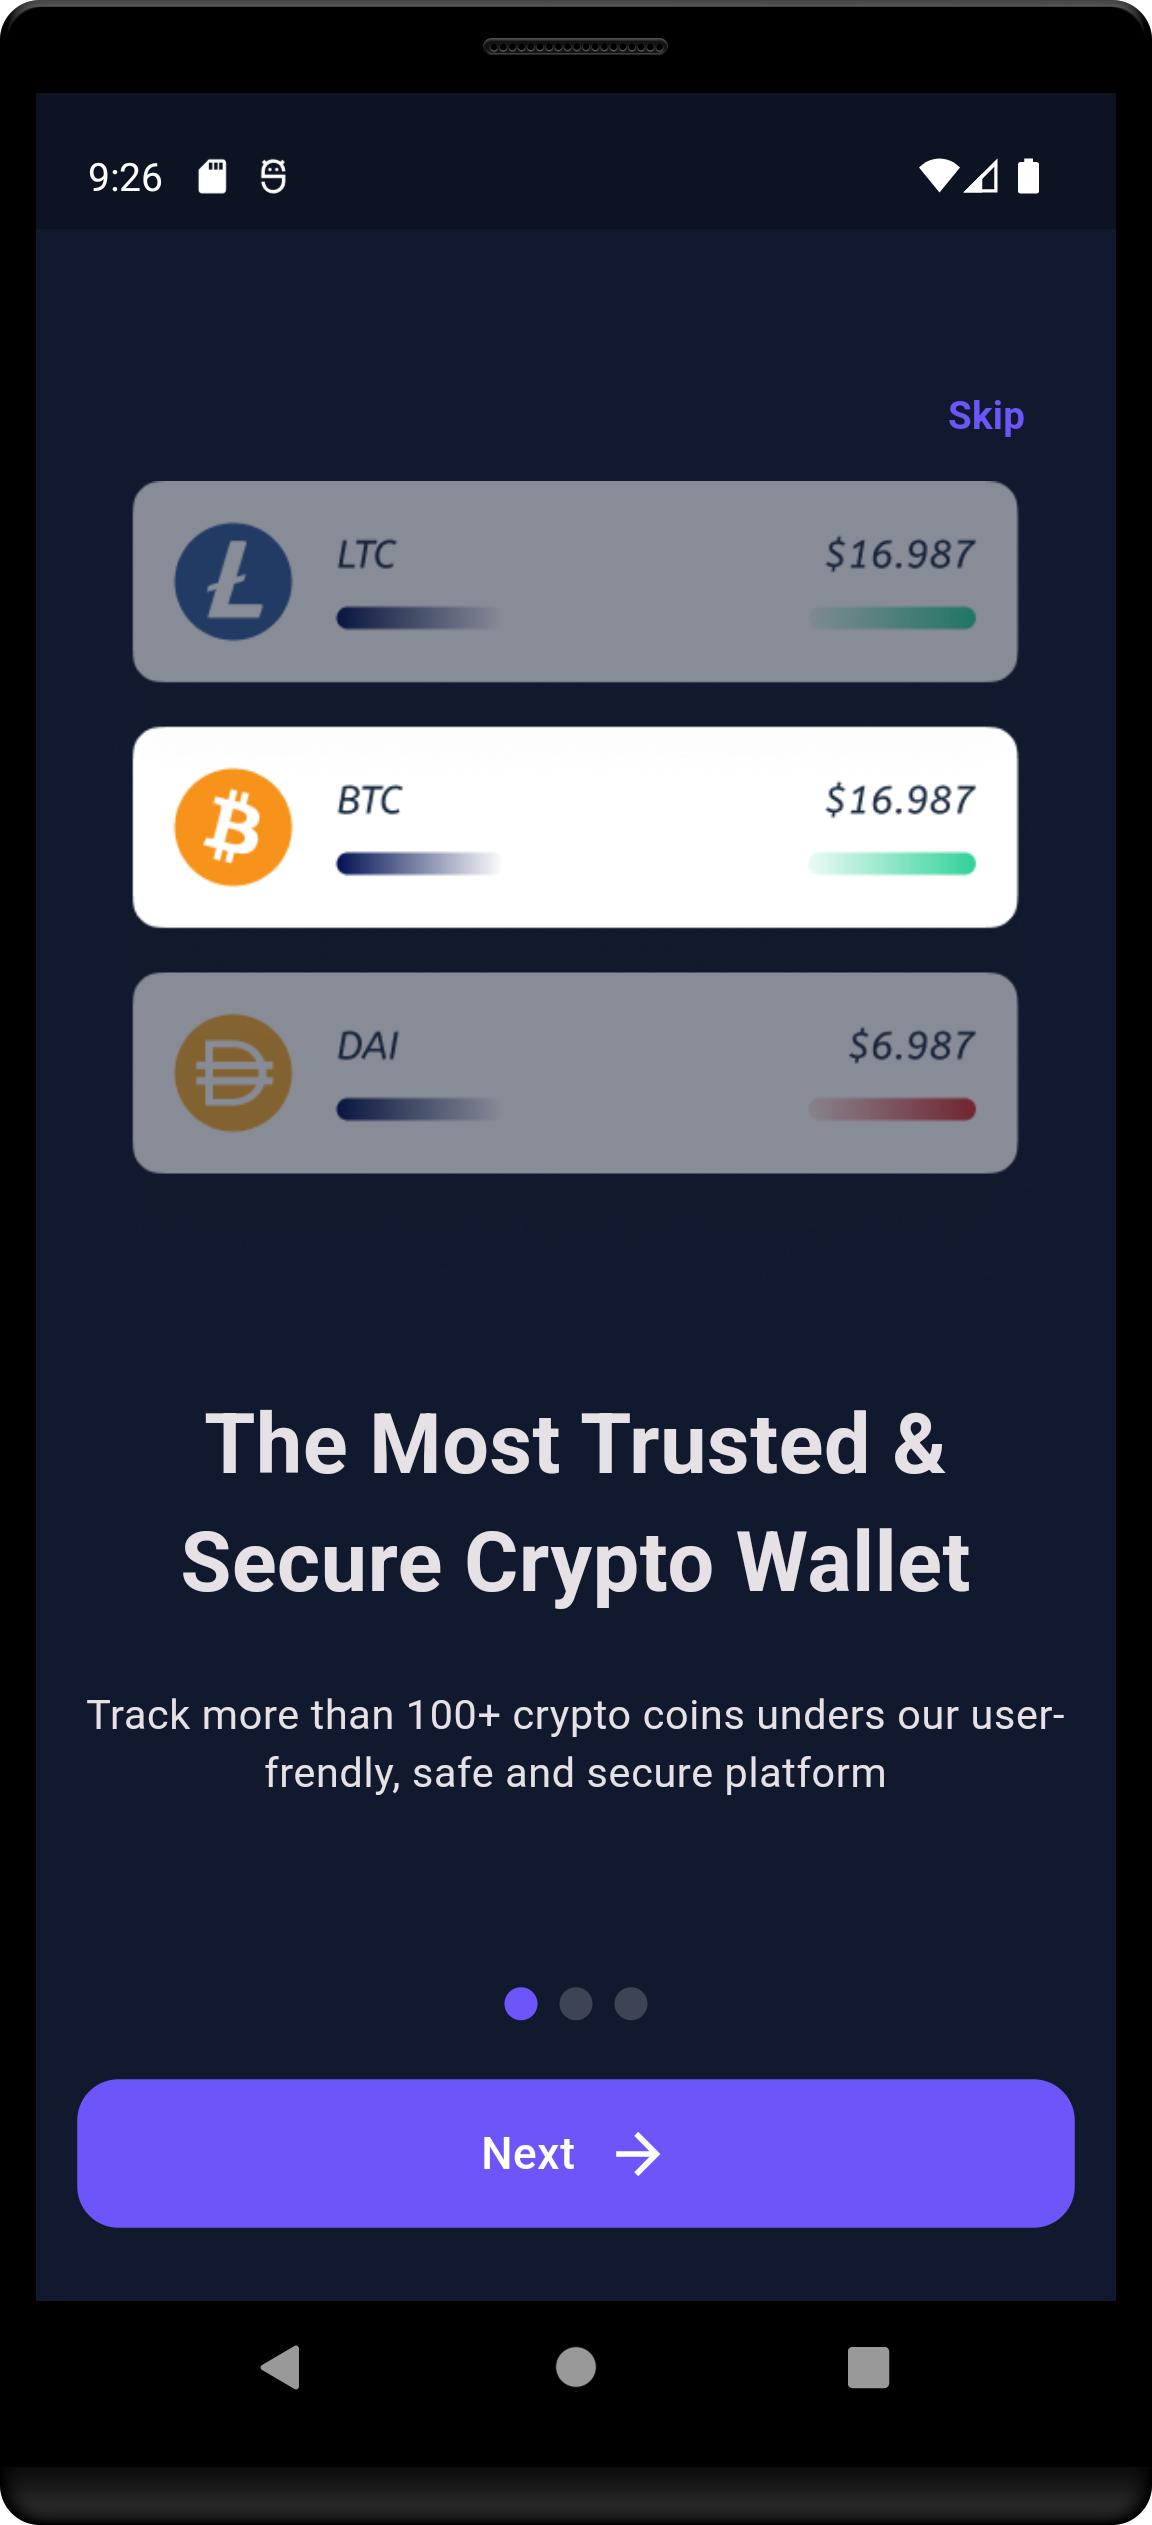 9:26
Skip
LTC $16.987
BTC $16.987
DAI $6.987
The Most Trusted &
Secure Crypto Wallet
Track more than 100+ crypto coins unders our user-
frendly, safe and secure platform
Next